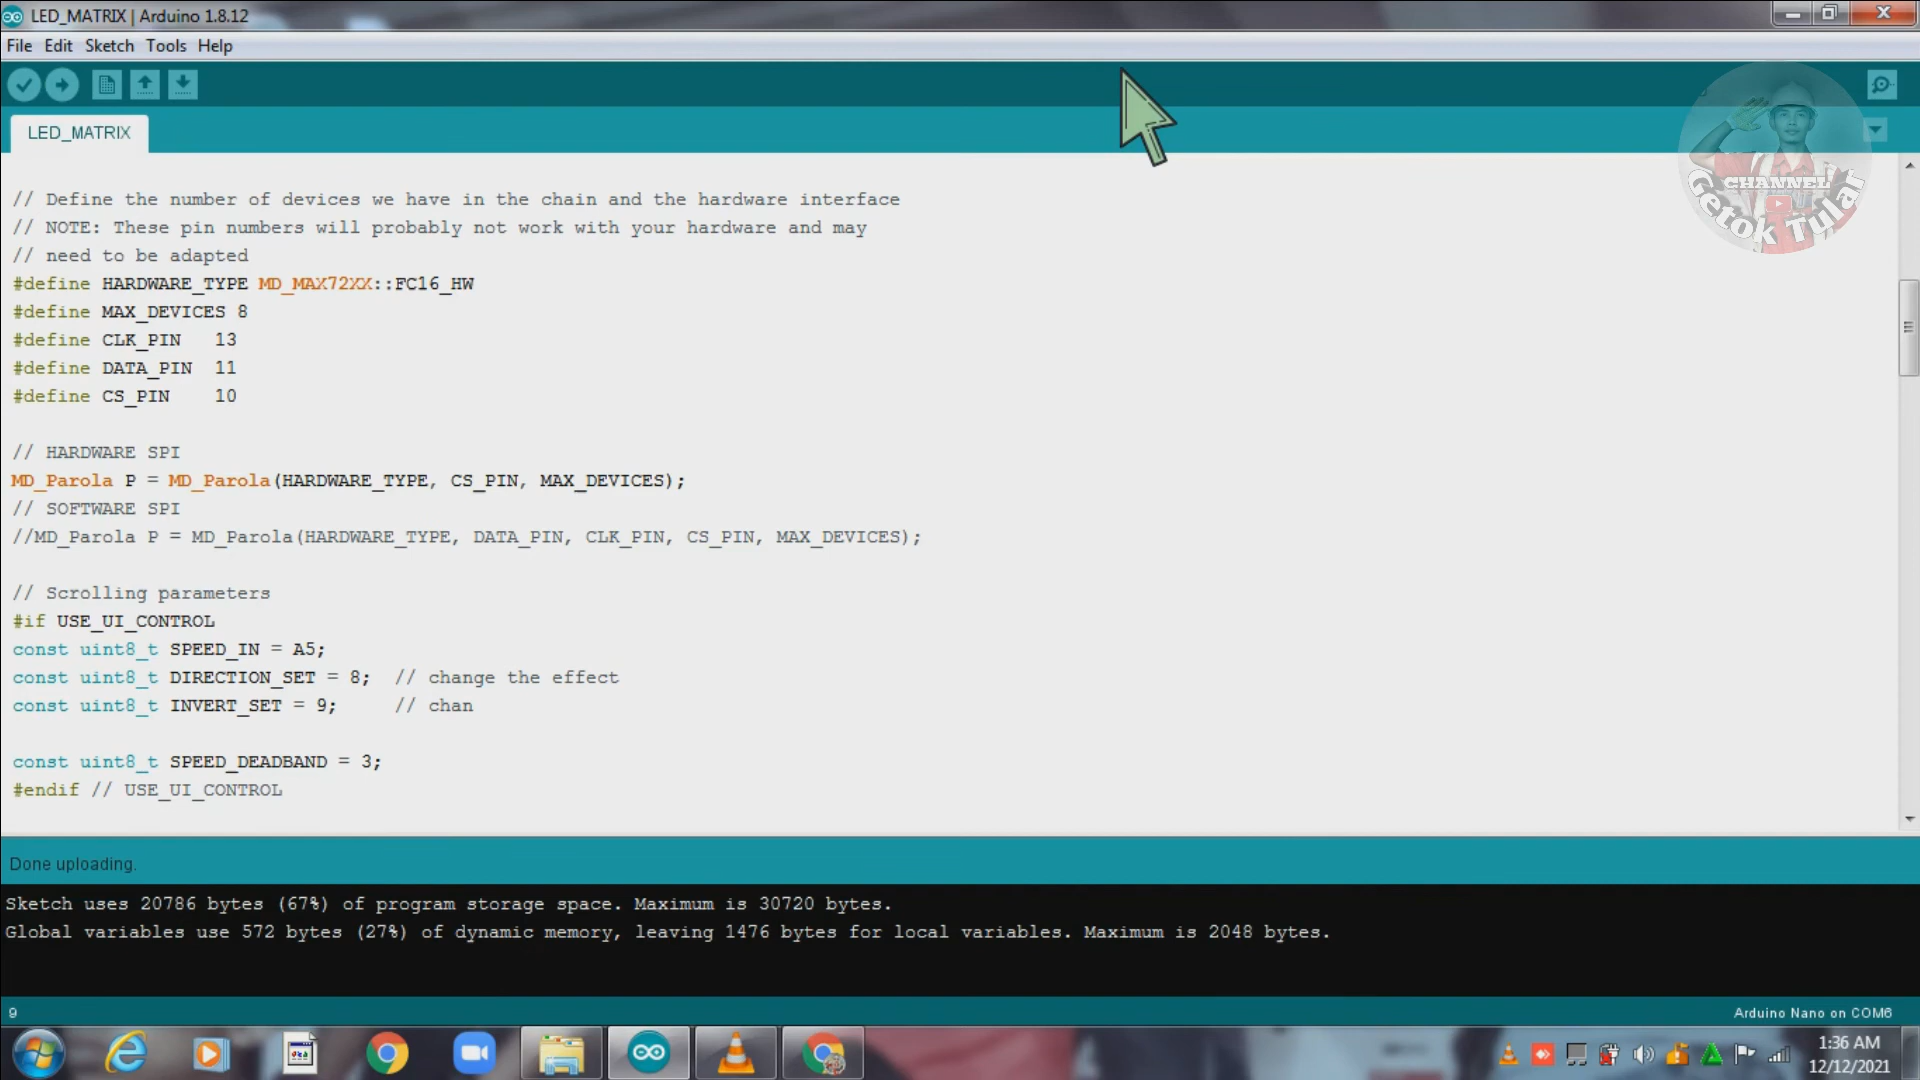 LED_MATRIX | Arduino 1.8.12
File Edit Sketch Tools Help
LED_MATRIX
CHANNEL
Getok Tular
// Define the number of devices we have in the chain and the hardware interface
// NOTE: These pin numbers will probably not work with your hardware and may
// need to be adapted
#define HARDWARE_TYPE MD_MAX72XX::FC16_HW
#define MAX_DEVICES 8
#define CLK_PIN   13
#define DATA_PIN  11
#define CS_PIN    10
// HARDWARE SPI
MD_Parola P = MD_Parola(HARDWARE_TYPE, CS_PIN, MAX_DEVICES);
// SOFTWARE SPI
//MD_Parola P = MD_Parola(HARDWARE_TYPE, DATA_PIN, CLK_PIN, CS_PIN, MAX_DEVICES);
// Scrolling parameters
#if USE_UI_CONTROL
const uint8_t SPEED_IN = A5;
const uint8_t DIRECTION_SET = 8;  // change the effect
const uint8_t INVERT_SET = 9;     // chan
const uint8_t SPEED_DEADBAND = 3;
#endif // USE_UI_CONTROL
Done uploading.
Sketch uses 20786 bytes (67%) of program storage space. Maximum is 30720 bytes.
Global variables use 572 bytes (27%) of dynamic memory, leaving 1476 bytes for local variables. Maximum is 2048 bytes.
9
Arduino Nano on COM6
1:36 AM
12/12/2021